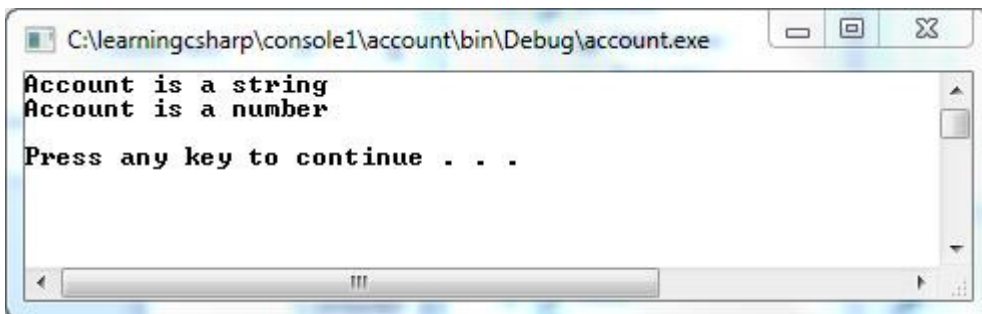 C:\learningcsharp\console1\account\bin\Debug\account.exe
Account is a string
Account is a number
Press any key to continue . . .